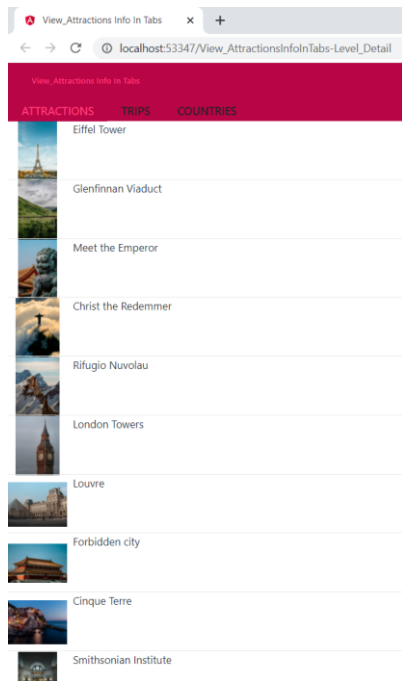 View_Attractions Info In Tabs
localhost:53347/View_AttractionsInfoInTabs-Level_Detail
View_Attractions Info In Tabs
ATTRACTIONS TRIPS COUNTRIES
Eiffel Tower
Glenfinnan Viaduct
Meet the Emperor
Christ the Redemmer
Rifugio Nuvolau
London Towers
Louvre
Forbidden city
Cinque Terre
Smithsonian Institute